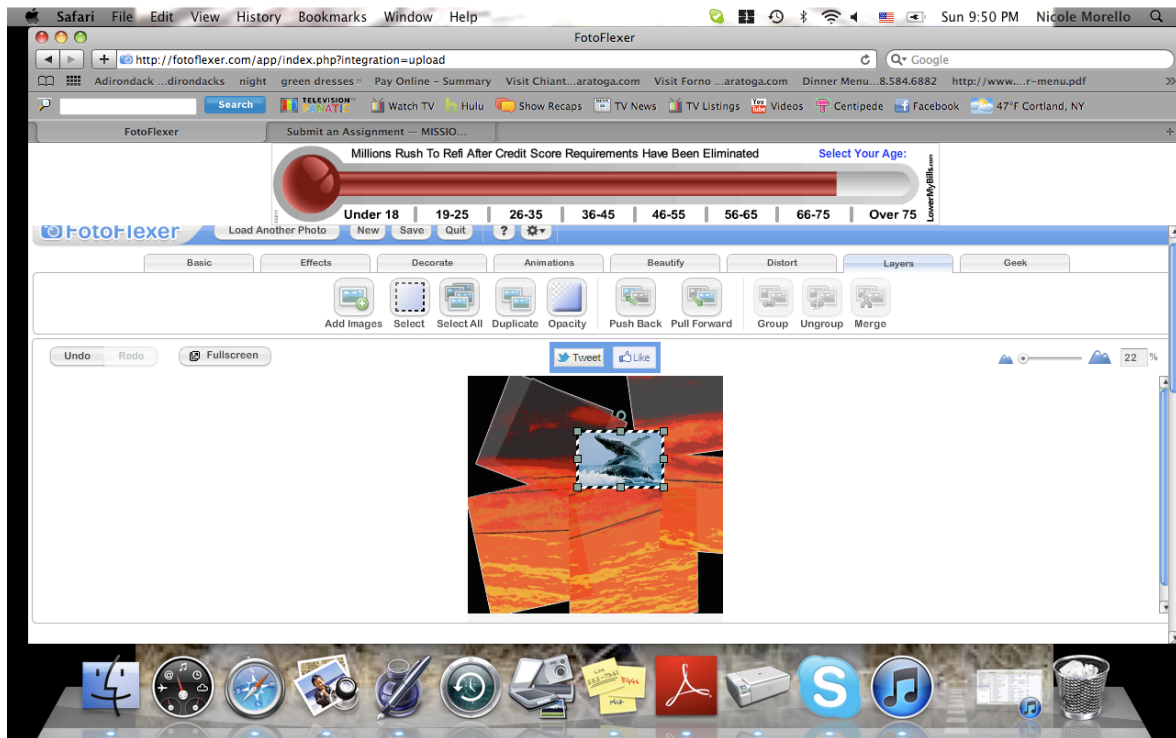 Safari File Edit View History Bookmarks Window Help Sun 9:50 PM Nicole Morello
FotoFlexer
http://fotoflexer.com/app/index.php?integration=upload Google
Adirondack ...dirondacks night green dresses Pay Online – Summary Visit Chiant...aratoga.com Visit Forno ...aratoga.com Dinner Menu...8.584.6882 http://www....r-menu.pdf
Search TELEVISION FANATIC Watch TV Hulu Show Recaps TV News TV Listings You Tube Videos Centipede Facebook 47°F Cortland, NY
FotoFlexer Submit an Assignment — MISSIO...
Millions Rush To Refi After Credit Score Requirements Have Been Eliminated Select Your Age:
LowerMyBills.com
Under 18 19-25 26-35 36-45 46-55 56-65 66-75 Over 75
FotoFlexer Load Another Photo New Save Quit ?
Basic Effects Decorate Animations Beautify Distort Layers Geek
Add Images Select Select All Duplicate Opacity Push Back Pull Forward Group Ungroup Merge
Undo Redo Fullscreen Tweet Like 22 %